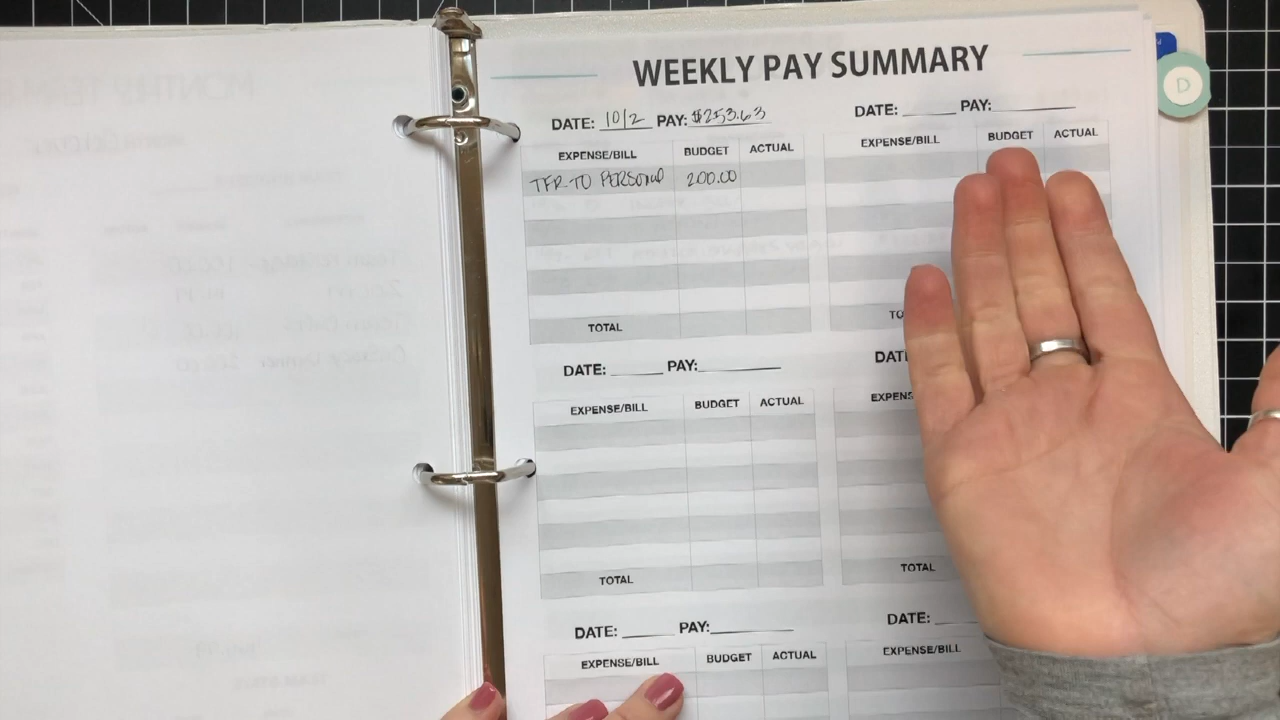 WEEKLY PAY SUMMARY
D
DATE: 10/2 PAY: $253.63
EXPENSE/BILL BUDGET ACTUAL
TFR TO PERSONAL 200.00
TOTAL
DATE: PAY:
EXPENSE/BILL BUDGET ACTUAL
DATE: PAY:
EXPENSE/BILL BUDGET ACTUAL
TOTAL
TOTAL
DATE: PAY:
EXPENSE/BILL BUDGET ACTUAL
DATE:
EXPENSE/BILL